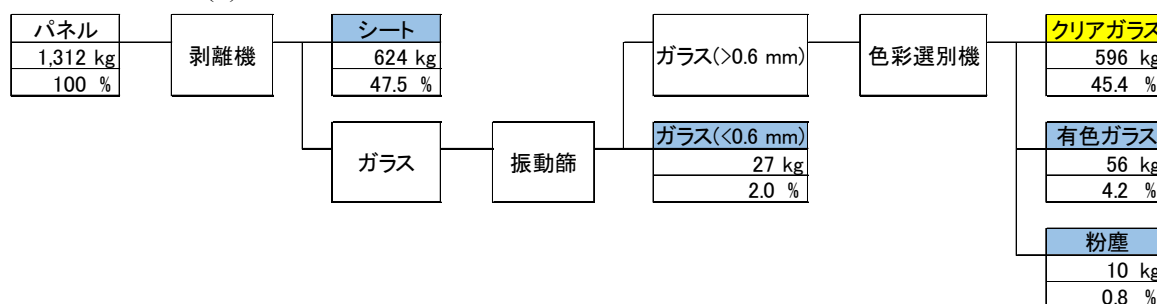 パネル
1,312 kg
100 %
剥離機
シート
624 kg
47.5 %
ガラス
振動篩
ガラス(>0.6 mm)
ガラス(<0.6 mm)
27 kg
2.0 %
色彩選別機
クリアガラス
596 kg
45.4 %
有色ガラス
56 kg
4.2 %
粉塵
10 kg
0.8 %